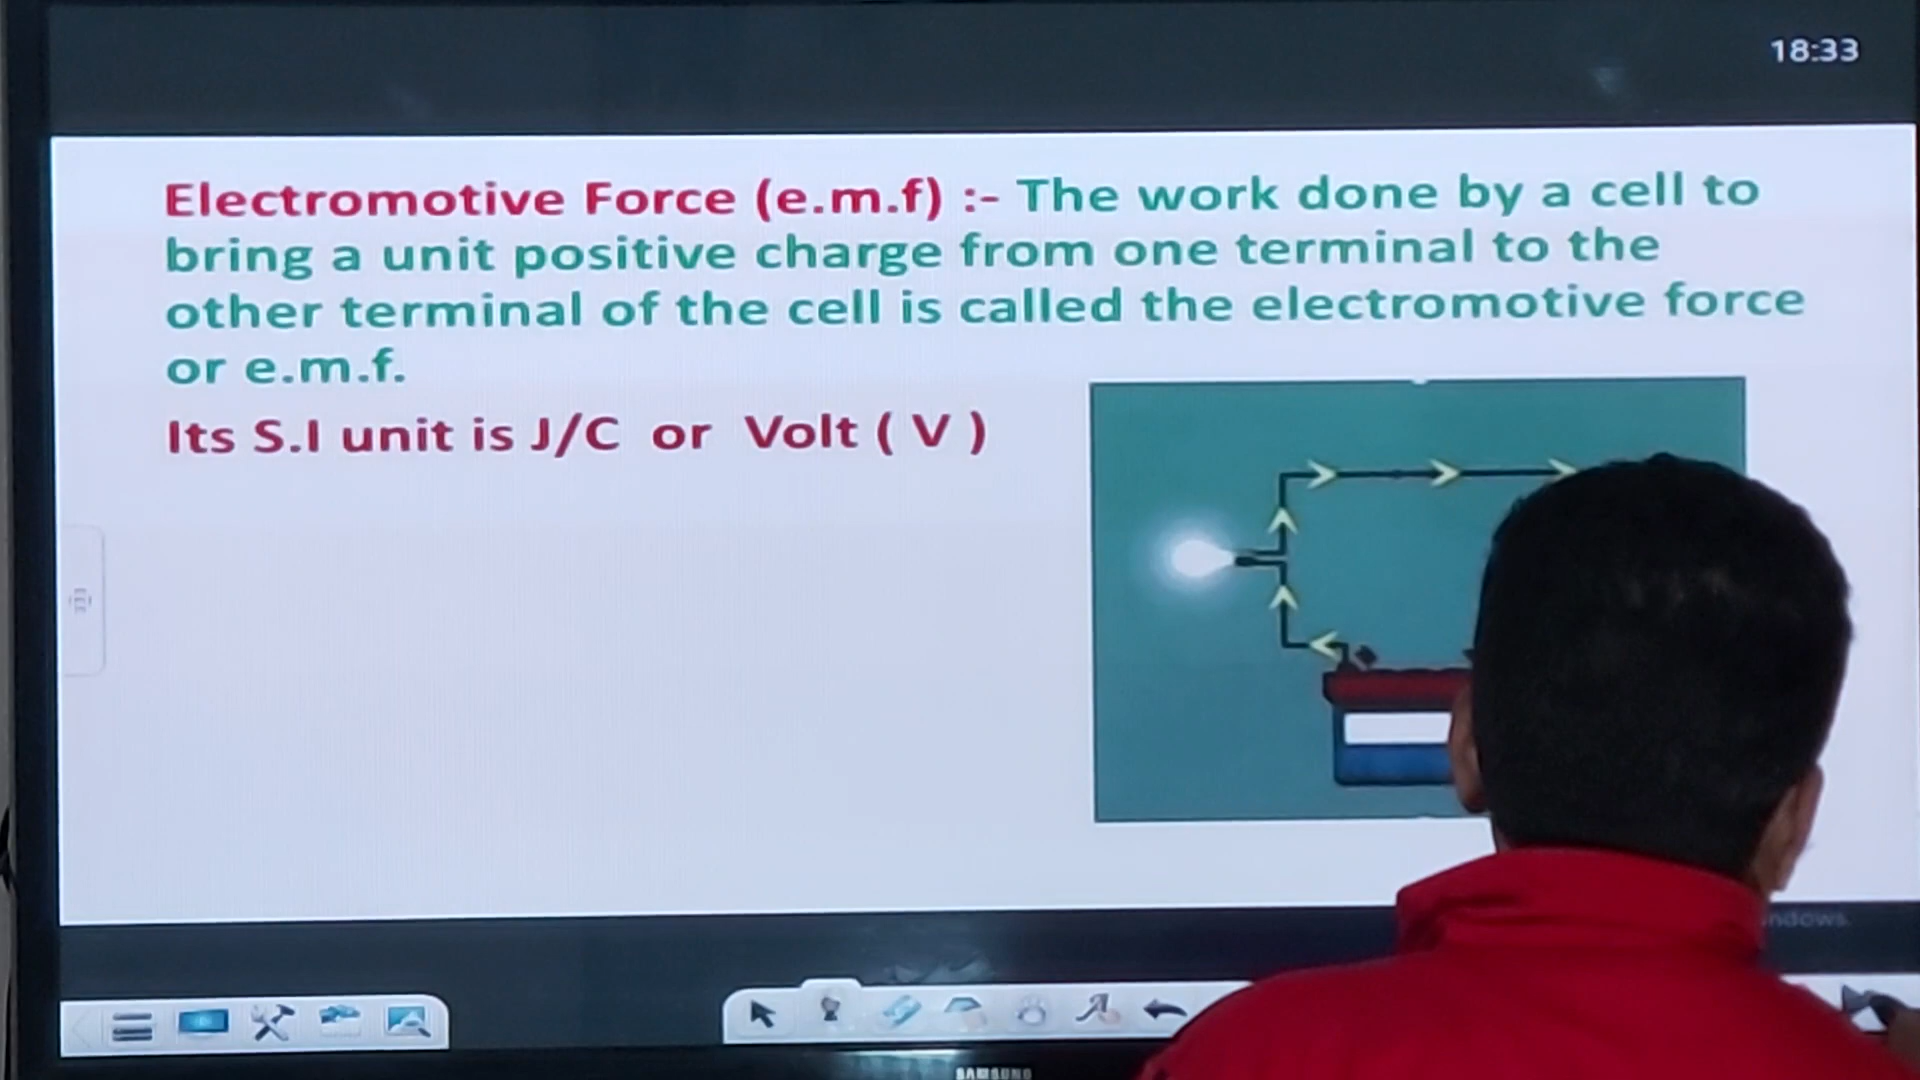 18:33
Electromotive Force (e.m.f) :- The work done by a cell to
bring a unit positive charge from one terminal to the
other terminal of the cell is called the electromotive force
or e.m.f.
Its S.I unit is J/C or Volt ( V )
SAMSUNG